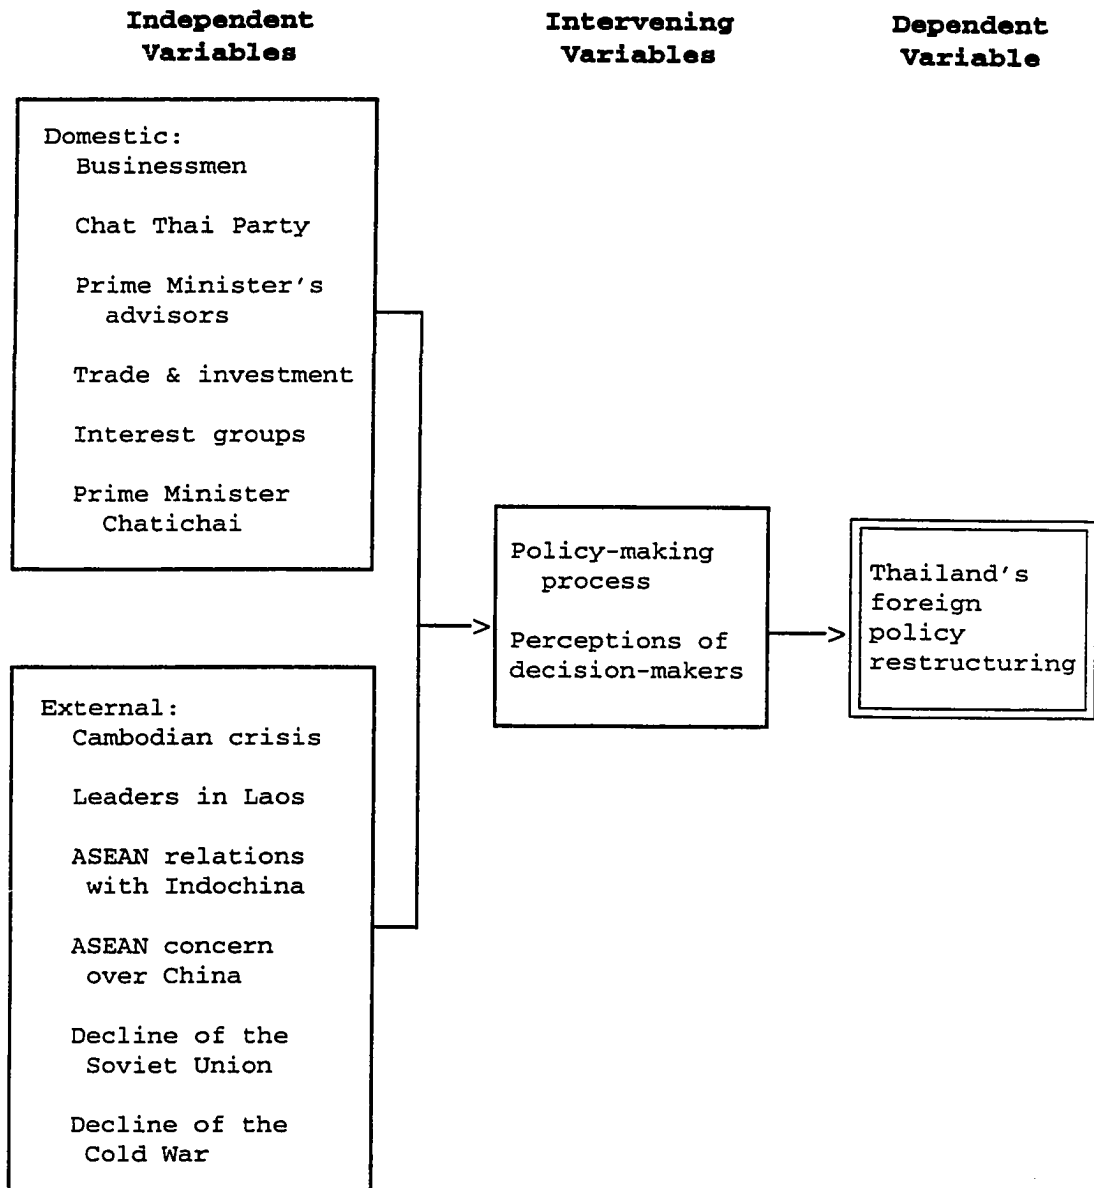 Independent
Variables
Intervening
Variables
Dependent
Variable
Domestic:
Businessmen
Chat Thai Party
Prime Minister's
advisors
Trade & investment
Interest groups
Prime Minister
Chatichai
External:
Cambodian crisis
Leaders in Laos
ASEAN relations
with Indochina
ASEAN concern
over China
Decline of the
Soviet Union
Decline of the
Cold War
Policy-making
process
Perceptions of
decision-makers
Thailand's
foreign
policy
restructuring